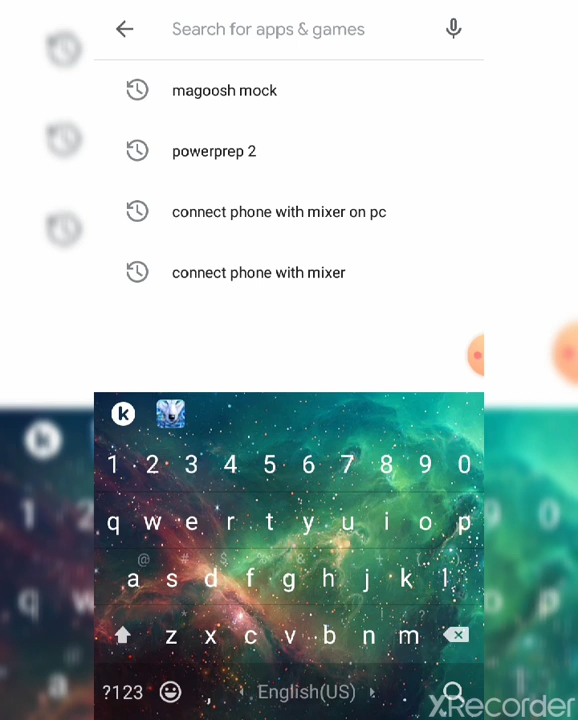 Search for apps & games
magoosh mock
powerprep 2
connect phone with mixer on pc
connect phone with mixer
k
1 2 3 4 5 6 7 8 9 0
q w e r t y u i o p
a s d f g h j k l
z x c v b n m
?123 , English(US) .
XRecorder